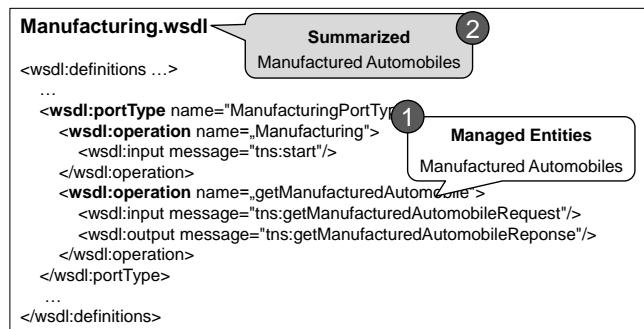 Manufacturing.wsdl
Summarized
Manufactured Automobiles
2
<wsdl:definitions …>
…
<wsdl:portType name="ManufacturingPortTyp
1
<wsdl:operation name=„Manufacturing">
<wsdl:input message="tns:start"/>
</wsdl:operation>
Managed Entities
Manufactured Automobiles
<wsdl:operation name=„getManufacturedAutomobile">
<wsdl:input message="tns:getManufacturedAutomobileRequest"/>
<wsdl:output message="tns:getManufacturedAutomobileReponse"/>
</wsdl:operation>
</wsdl:portType>
…
</wsdl:definitions>